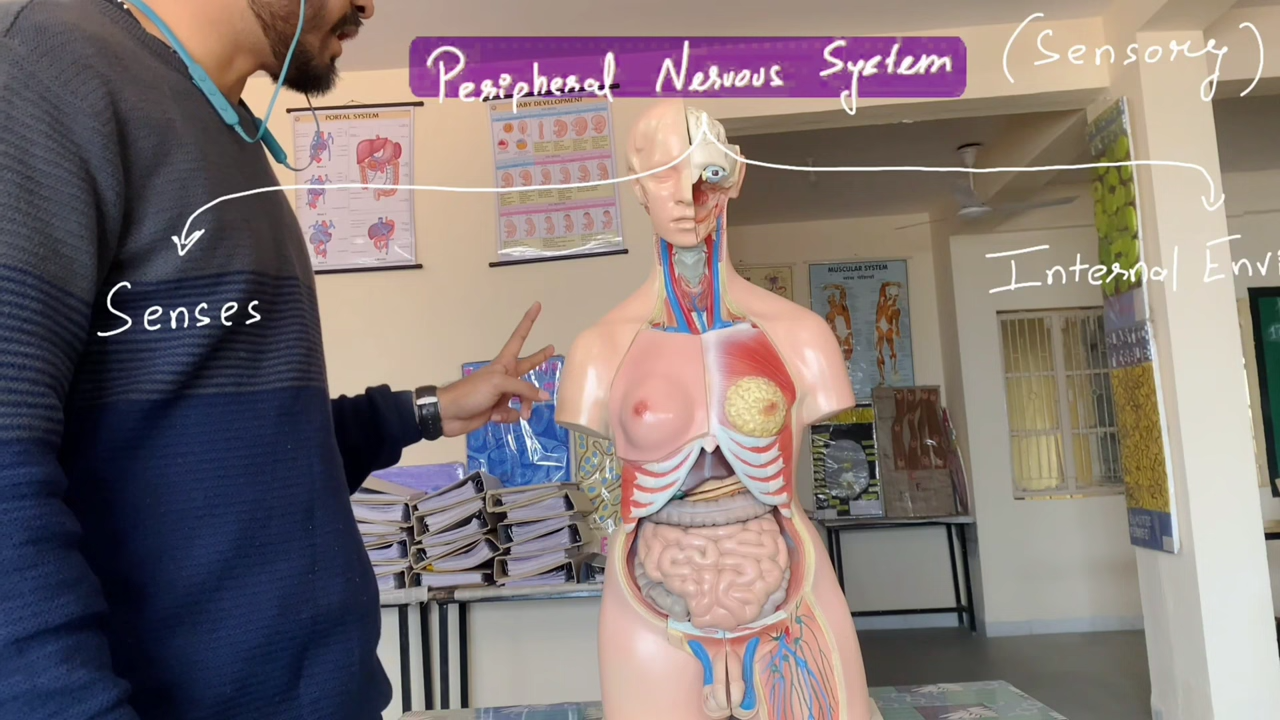 Peripheral Nervous System (Sensory)
PORTAL SYSTEM
BABY DEVELOPMENT
Senses
Internal Envi
MUSCULAR SYSTEM